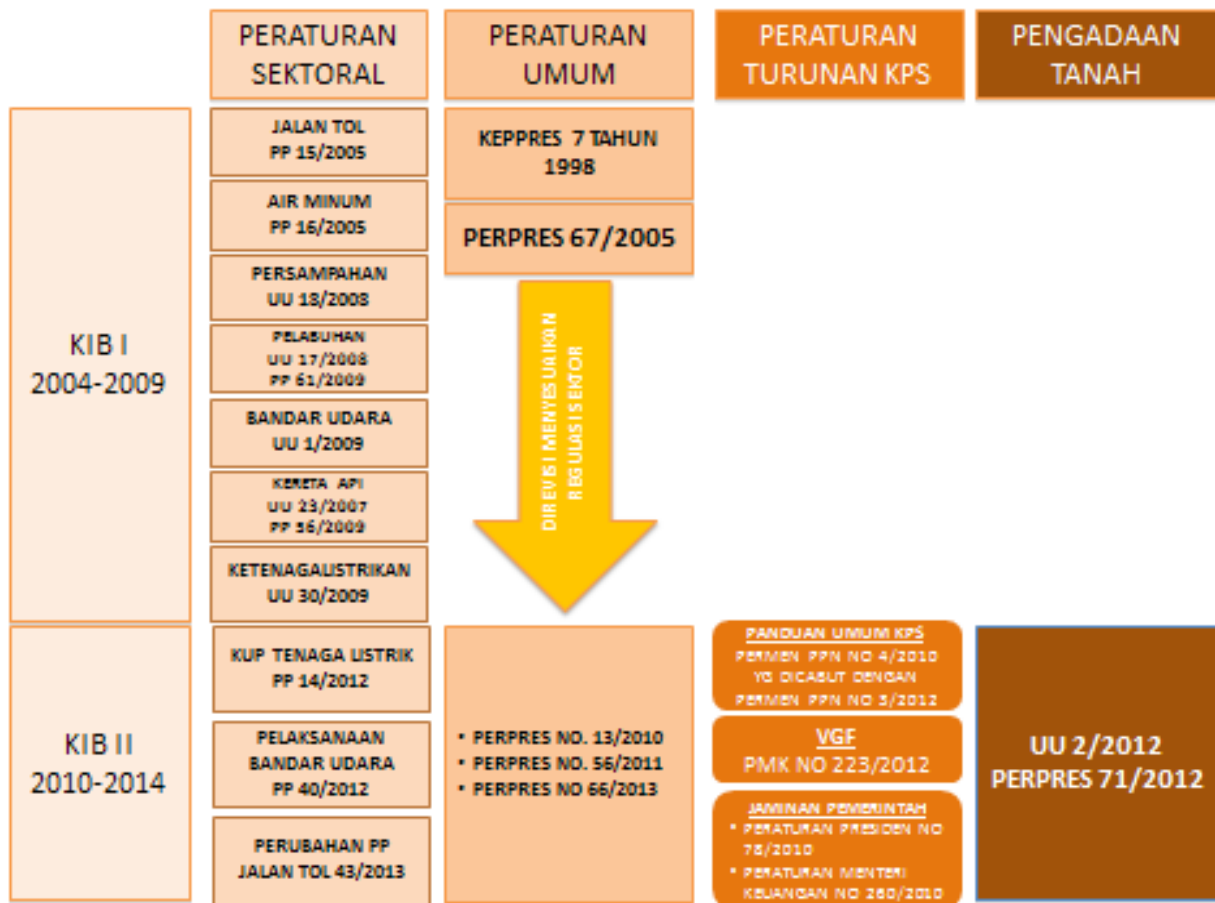 PERATURAN
SEKTORAL
PERATURAN
UMUM
PERATURAN
TURUNAN KPS
PENGADAAN
TANAH
KIB I
2004-2009
JALAN TOL
PP 15/2005
AIR MINUM
PP 16/2005
PERSAMPAHAN
UU 18/2008
PELABUHAN
UU 17/2008
PP 61/2009
BANDAR UDARA
UU 1/2009
KERETA API
UU 23/2007
PP 56/2009
KETENAGALISTRIKAN
UU 30/2009
KEPPRES 7 TAHUN
1998
PERPRES 67/2005
DIREVISI MENYESUAIKAN
REGULASI SEKTOR
KIB II
2010-2014
KUP TENAGA LISTRIK
PP 14/2012
PELAKSANAAN
BANDAR UDARA
PP 40/2012
PERUBAHAN PP
JALAN TOL 43/2013
• PERPRES NO. 13/2010
• PERPRES NO. 56/2011
• PERPRES NO 66/2013
PANDUAN UMUM KPS
PERMEN PPN NO 4/2010
YG DICABUT DENGAN
PERMEN PPN NO 3/2012
VGF
PMK NO 223/2012
JAMINAN PEMERINTAH
• PERATURAN PRESIDEN NO
78/2010
• PERATURAN MENTERI
KEUANGAN NO 260/2010
UU 2/2012
PERPRES 71/2012